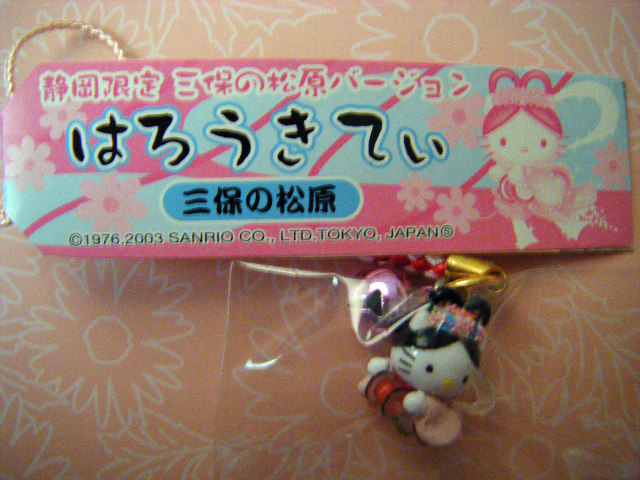 静岡限定 三保の松原バージョン
はろうきてぃ
三保の松原
©1976,2003 SANRIO CO., LTD.TOKYO, JAPANⓈ